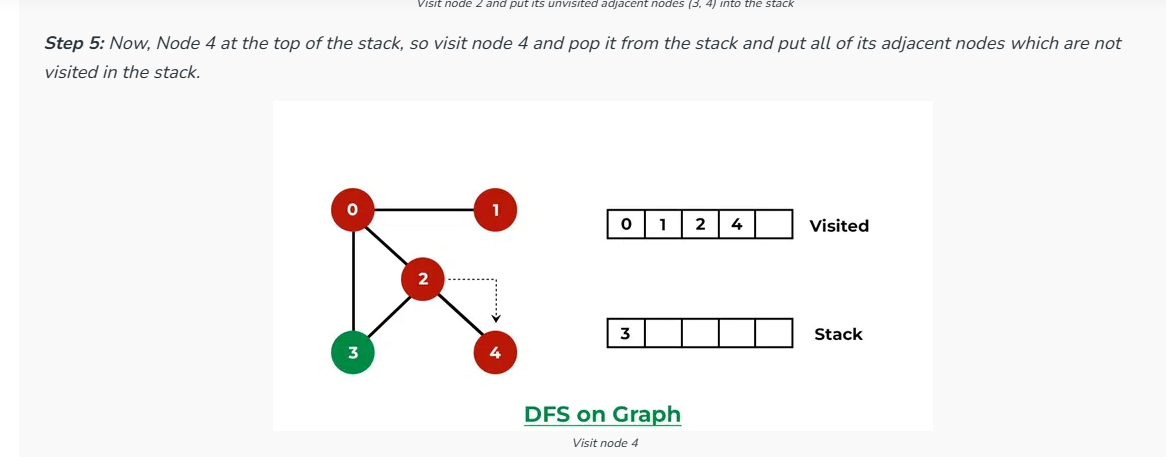 Visit node 2 and put its unvisited adjacent nodes (3, 4) into the stack
Step 5: Now, Node 4 at the top of the stack, so visit node 4 and pop it from the stack and put all of its adjacent nodes which are not
visited in the stack.
0
1
0 1 2 4
Visited
2
3
Stack
3
4
DFS on Graph
Visit node 4